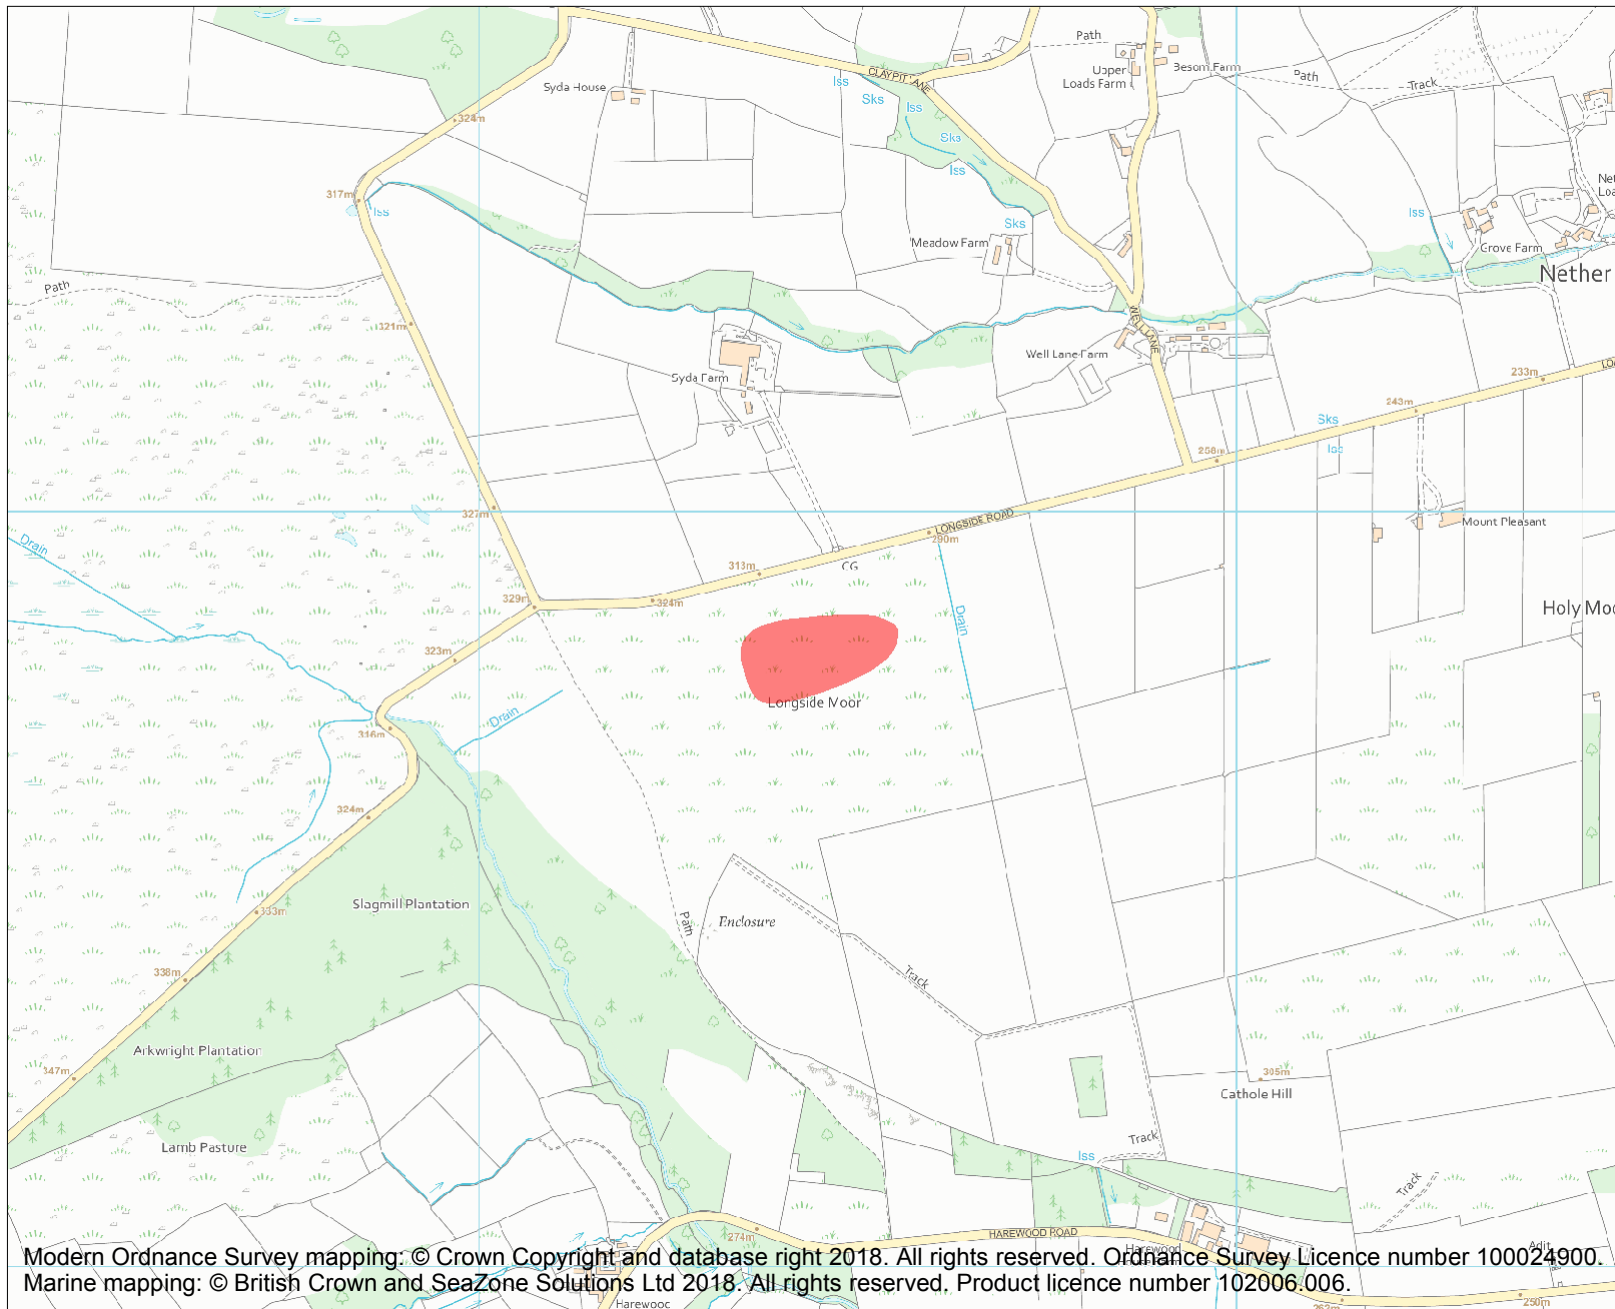 Path
Upper
Loads Farm
Besom Farm
Path
Track
CLAYPIT LANE
Iss
Sks
Iss
Sks
Iss
Sks
Syda House
324m
317m
Iss
Iss
Meadow Farm
Grove Farm
Nether
Path
321m
WELL LANE
Well Lane Farm
Syda Farm
233m
243m
Sks
Iss
258m
327m
LONGSIDE ROAD
290m
Mount Pleasant
Drain
313m
CG
324m
329m
Drain
323m
Longside Moor
Drain
316m
324m
Slagmill Plantation
333m
Path
Enclosure
338m
Track
Arkwright Plantation
347m
305m
Cathole Hill
Lamb Pasture
Track
Iss
Track
274m
HAREWOOD ROAD
Adit
Modern Ordnance Survey mapping: © Crown Copyright and database right 2018. All rights reserved. Ordnance Survey Licence number 100024900.
Marine mapping: © British Crown and SeaZone Solutions Ltd 2018. All rights reserved. Product licence number 102006.006.
250m